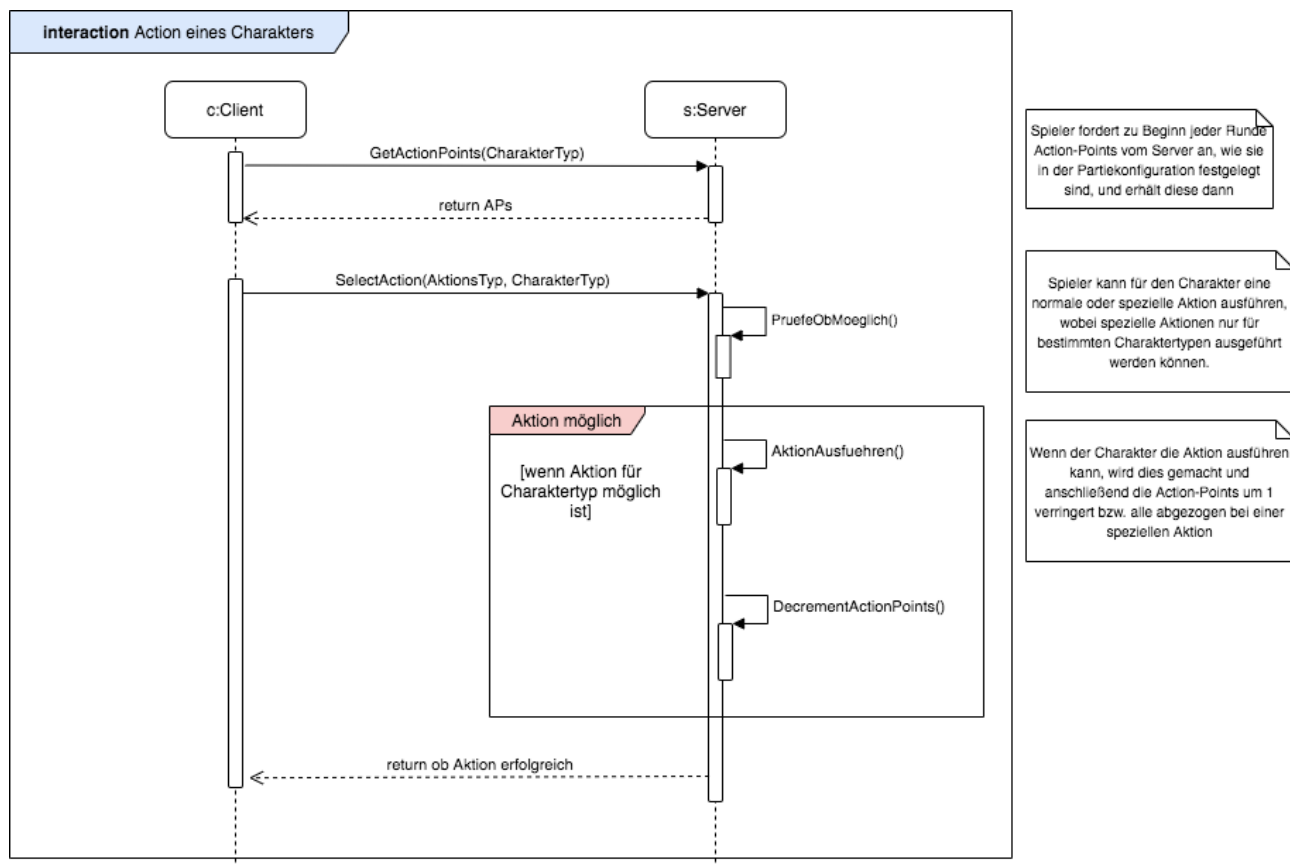 interaction Action eines Charakters
c:Client
s:Server
GetActionPoints(CharakterTyp)
return APs
SelectAction(AktionsTyp, CharakterTyp)
PruefeObMoeglich()
Aktion möglich
[wenn Aktion für
Charaktertyp möglich
ist]
AktionAusfuehren()
DecrementActionPoints()
return ob Aktion erfolgreich
Spieler fordert zu Beginn jeder Runde
Action-Points vom Server an, wie sie
in der Partiekonfiguration festgelegt
sind, und erhält diese dann
Spieler kann für den Charakter eine
normale oder spezielle Aktion ausführen,
wobei spezielle Aktionen nur für
bestimmten Charaktertypen ausgeführt
werden können.
Wenn der Charakter die Aktion ausführen
kann, wird dies gemacht und
anschließend die Action-Points um 1
verringert bzw. alle abgezogen bei einer
speziellen Aktion